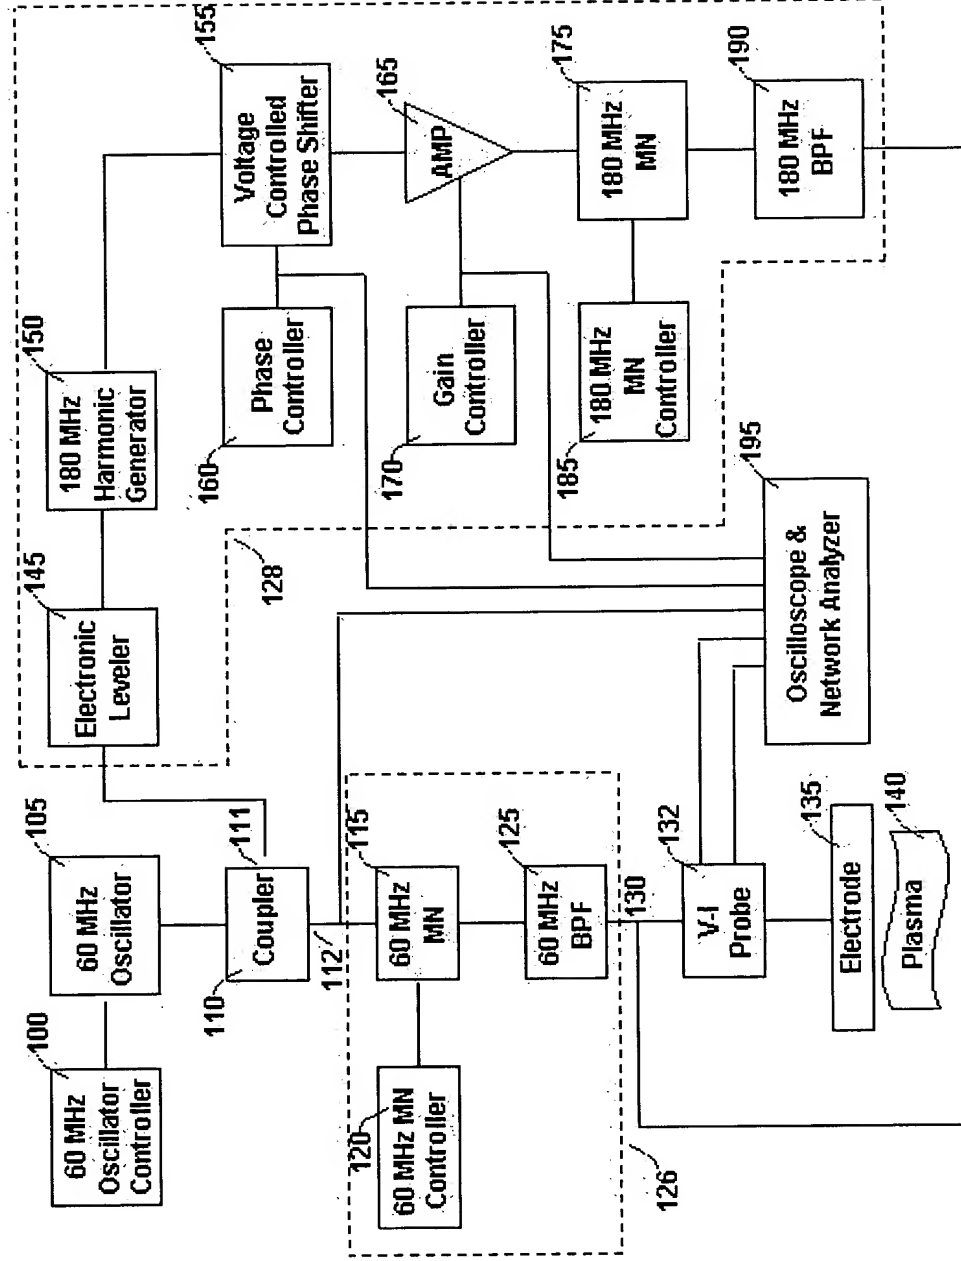 100
60 MHz
Oscillator
Controller
105
60 MHz
Oscillator
145
Electronic
Leveler
150
180 MHz
Harmonic
Generator
155
Voltage
Controlled
Phase Shifter
110
Coupler
111
112
128
160
Phase
Controller
165
AMP
120
60 MHz MN
Controller
115
60 MHz
MN
125
60 MHz
BPF
126
130
170
Gain
Controller
175
180 MHz
MN
185
180 MHz
MN
Controller
190
180 MHz
BPF
132
V-I
Probe
195
Oscilloscope &
Network Analyzer
135
Electrode
140
Plasma